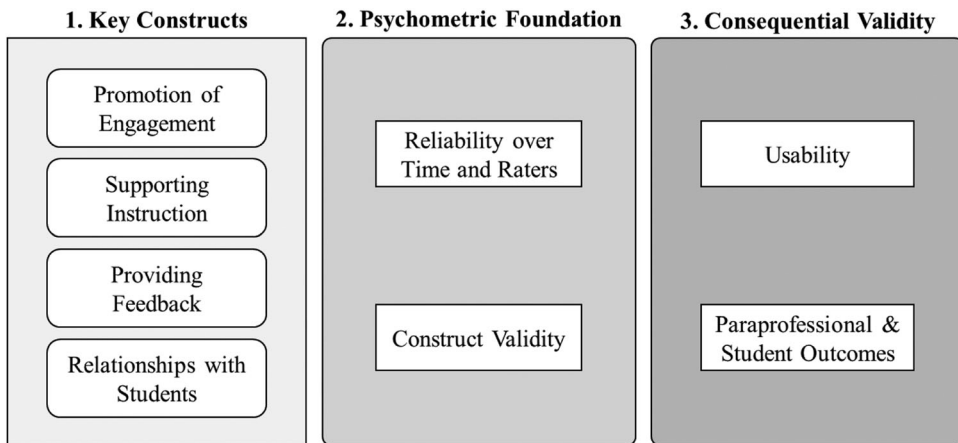 1. Key Constructs
Promotion of
Engagement
Supporting
Instruction
Providing
Feedback
Relationships with
Students
2. Psychometric Foundation
Reliability over
Time and Raters
Construct Validity
3. Consequential Validity
Usability
Paraprofessional &
Student Outcomes